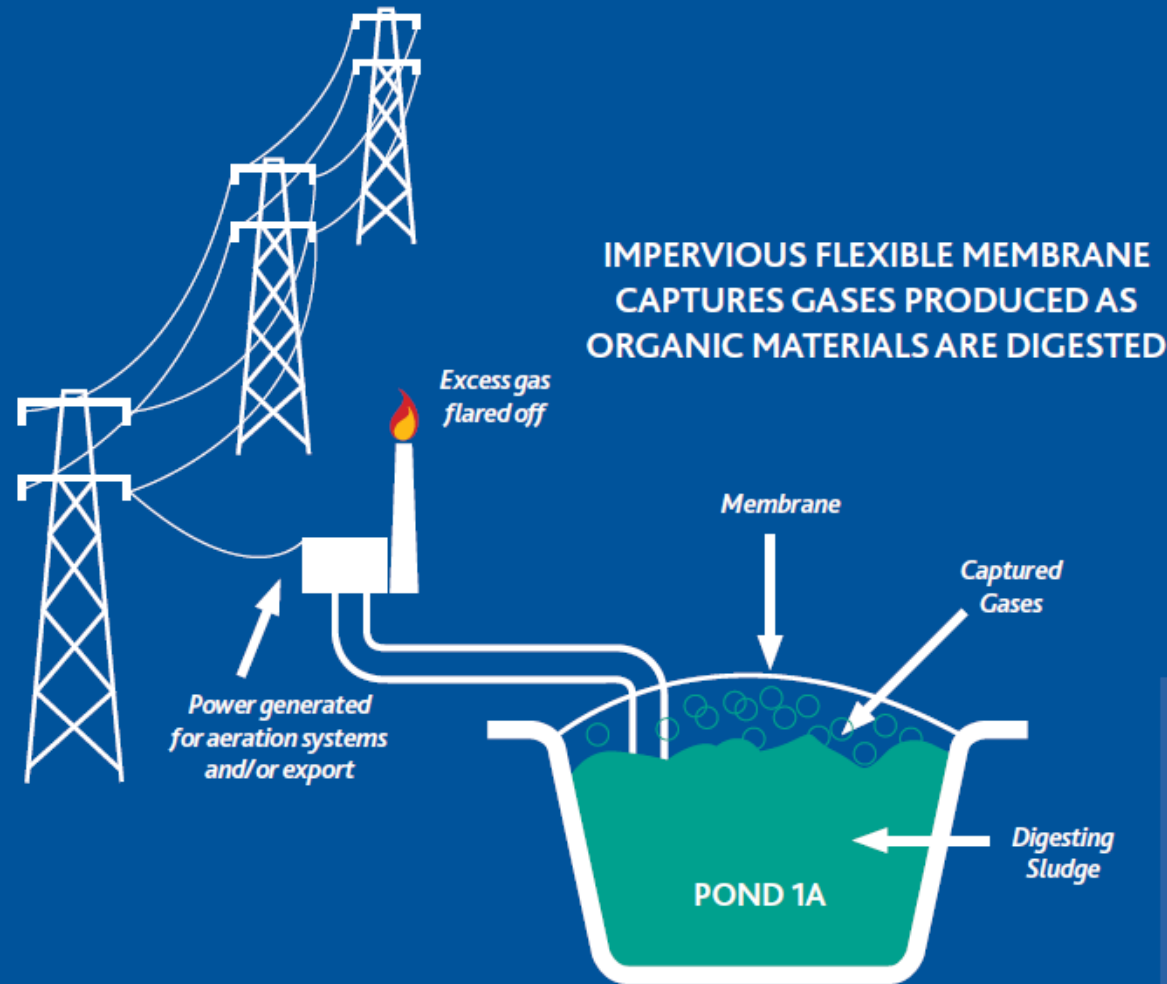 IMPERVIOUS FLEXIBLE MEMBRANE
CAPTURES GASES PRODUCED AS
ORGANIC MATERIALS ARE DIGESTED
Excess gas
flared off
Membrane
Captured
Gases
Power generated
for aeration systems
and/or export
Digesting
Sludge
POND 1A